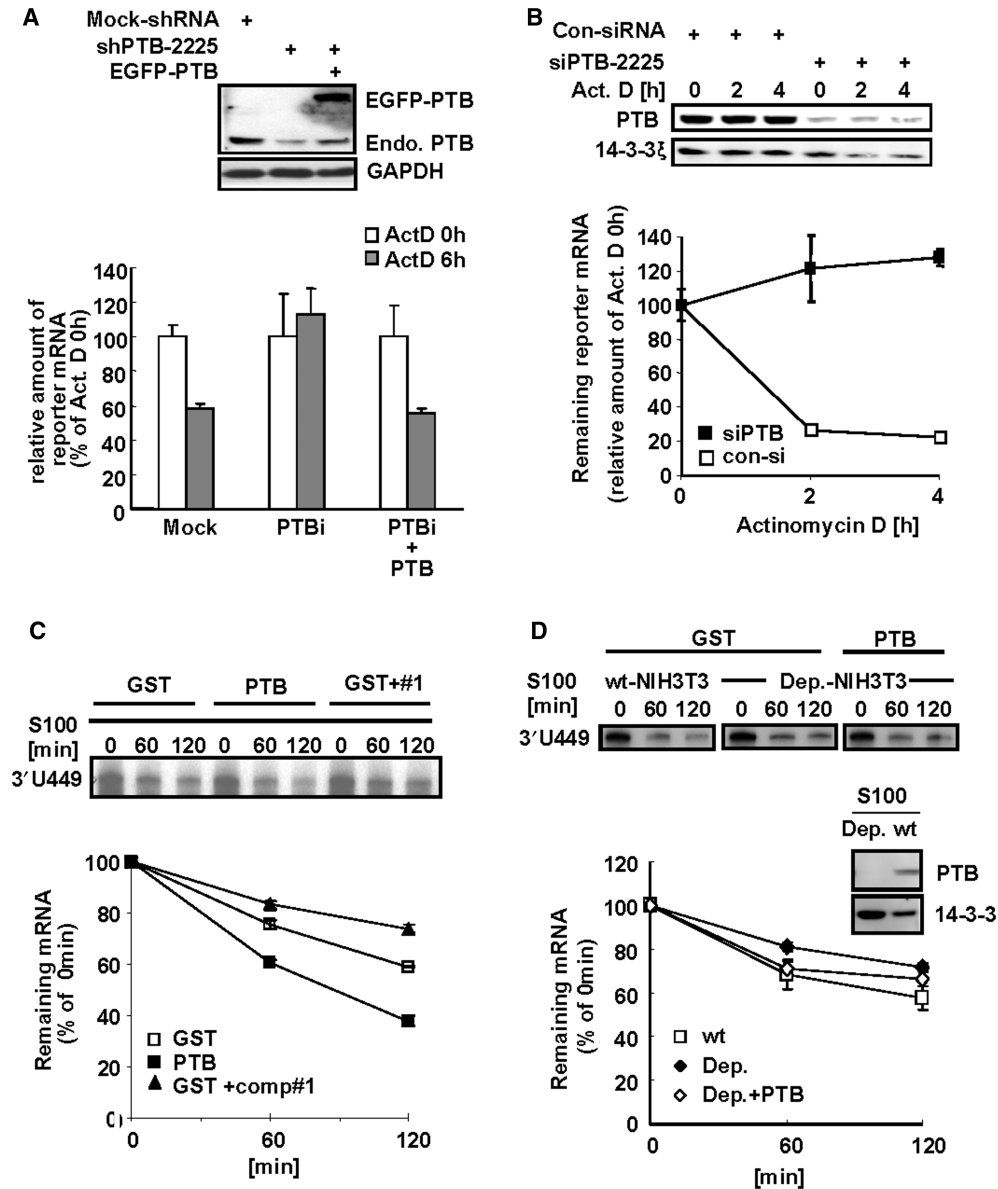 A
Mock-shRNA +
shPTB-2225 + +
EGFP-PTB +
EGFP-PTB
Endo. PTB
GAPDH
ActD 0h
ActD 6h
relative amount of
reporter mRNA
(% of Act. D 0h)
140
120
100
80
60
40
20
0
Mock
PTBi
PTBi
+
PTB
B
Con-siRNA + + +
siPTB-2225 + + +
Act. D [h] 0 2 4 0 2 4
PTB
14-3-3ξ
Remaining reporter mRNA
(relative amount of Act. D 0h)
140
120
100
80
60
40
20
0
siPTB
con-si
0 2 4
Actinomycin D [h]
C
GST PTB GST+#1
S100
[min] 0 60 120 0 60 120 0 60 120
3′U449
Remaining mRNA
(% of 0min)
100
80
60
40
20
0
GST
PTB
GST +comp#1
0 60 120
[min]
D
GST PTB
S100 wt-NIH3T3 Dep.-NIH3T3
[min] 0 60 120 0 60 120 0 60 120
3′U449
S100
Dep. wt
PTB
14-3-3
Remaining mRNA
(% of 0min)
120
100
80
60
40
20
0
wt
Dep.
Dep.+PTB
0 60 120
[min]